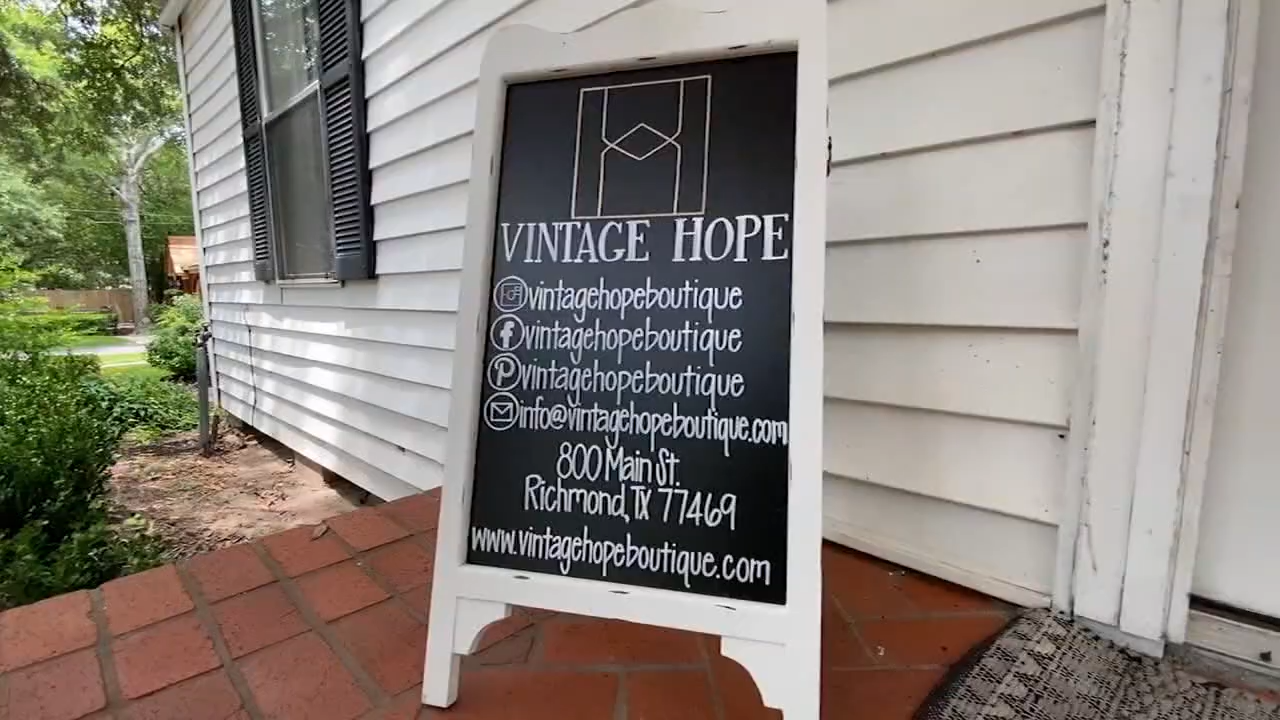 VINTAGE HOPE
vintagehopeboutique
vintagehopeboutique
vintagehopeboutique
info@vintagehopeboutique.com
800 Main St.
Richmond, TX 77469
www.vintagehopeboutique.com